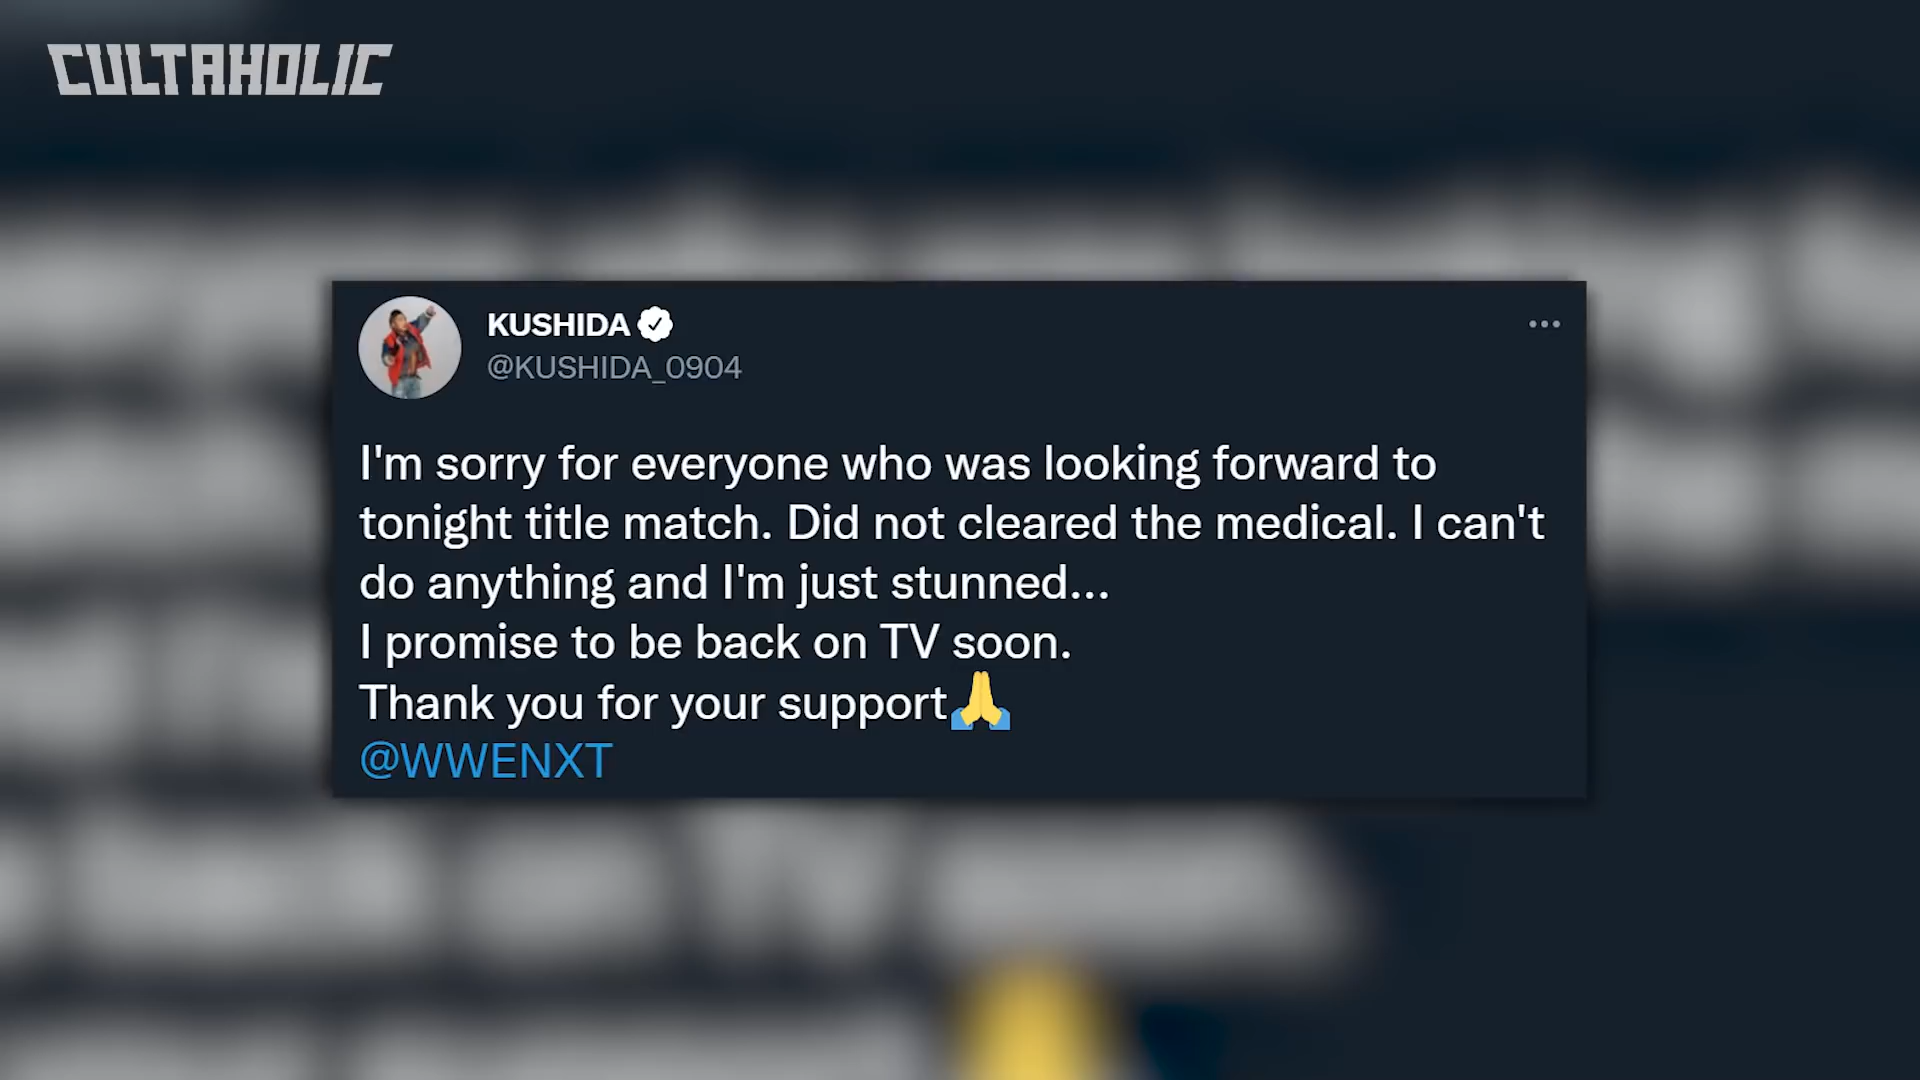 CULTAHOLIC
KUSHIDA
@KUSHIDA_0904
I'm sorry for everyone who was looking forward to
tonight title match. Did not cleared the medical. I can't
do anything and I'm just stunned...
I promise to be back on TV soon.
Thank you for your support🙏
@WWENXT